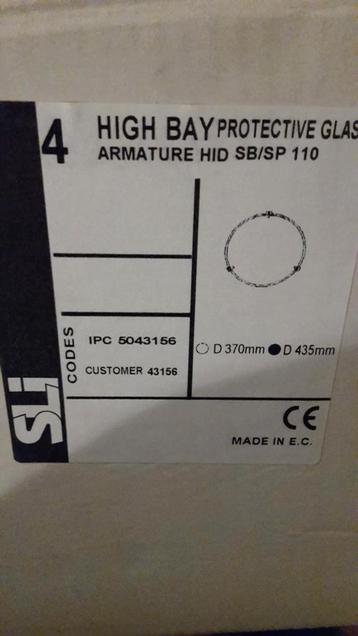 4
HIGH BAY PROTECTIVE GLAS
ARMATURE HID SB/SP 110
CODES
IPC 5043156
CUSTOMER 43156
D 370mm D 435mm
SLI
CE
MADE IN E.C.